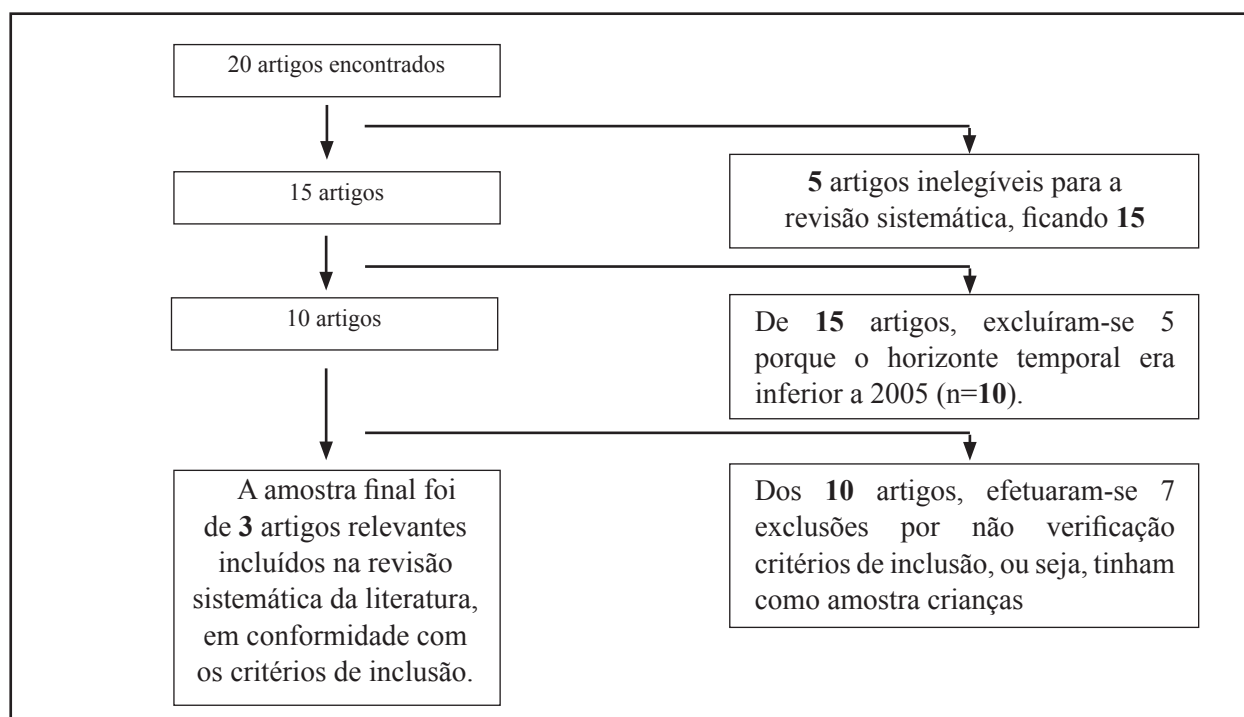 20 artigos encontrados
15 artigos
5 artigos inelegíveis para a
revisão sistemática, ficando 15
10 artigos
De 15 artigos, excluíram-se 5
porque o horizonte temporal era
inferior a 2005 (n=10).
A amostra final foi
de 3 artigos relevantes
incluídos na revisão
sistemática da literatura,
em conformidade com
os critérios de inclusão.
Dos 10 artigos, efetuaram-se 7
exclusões por não verificação
critérios de inclusão, ou seja, tinham
como amostra crianças